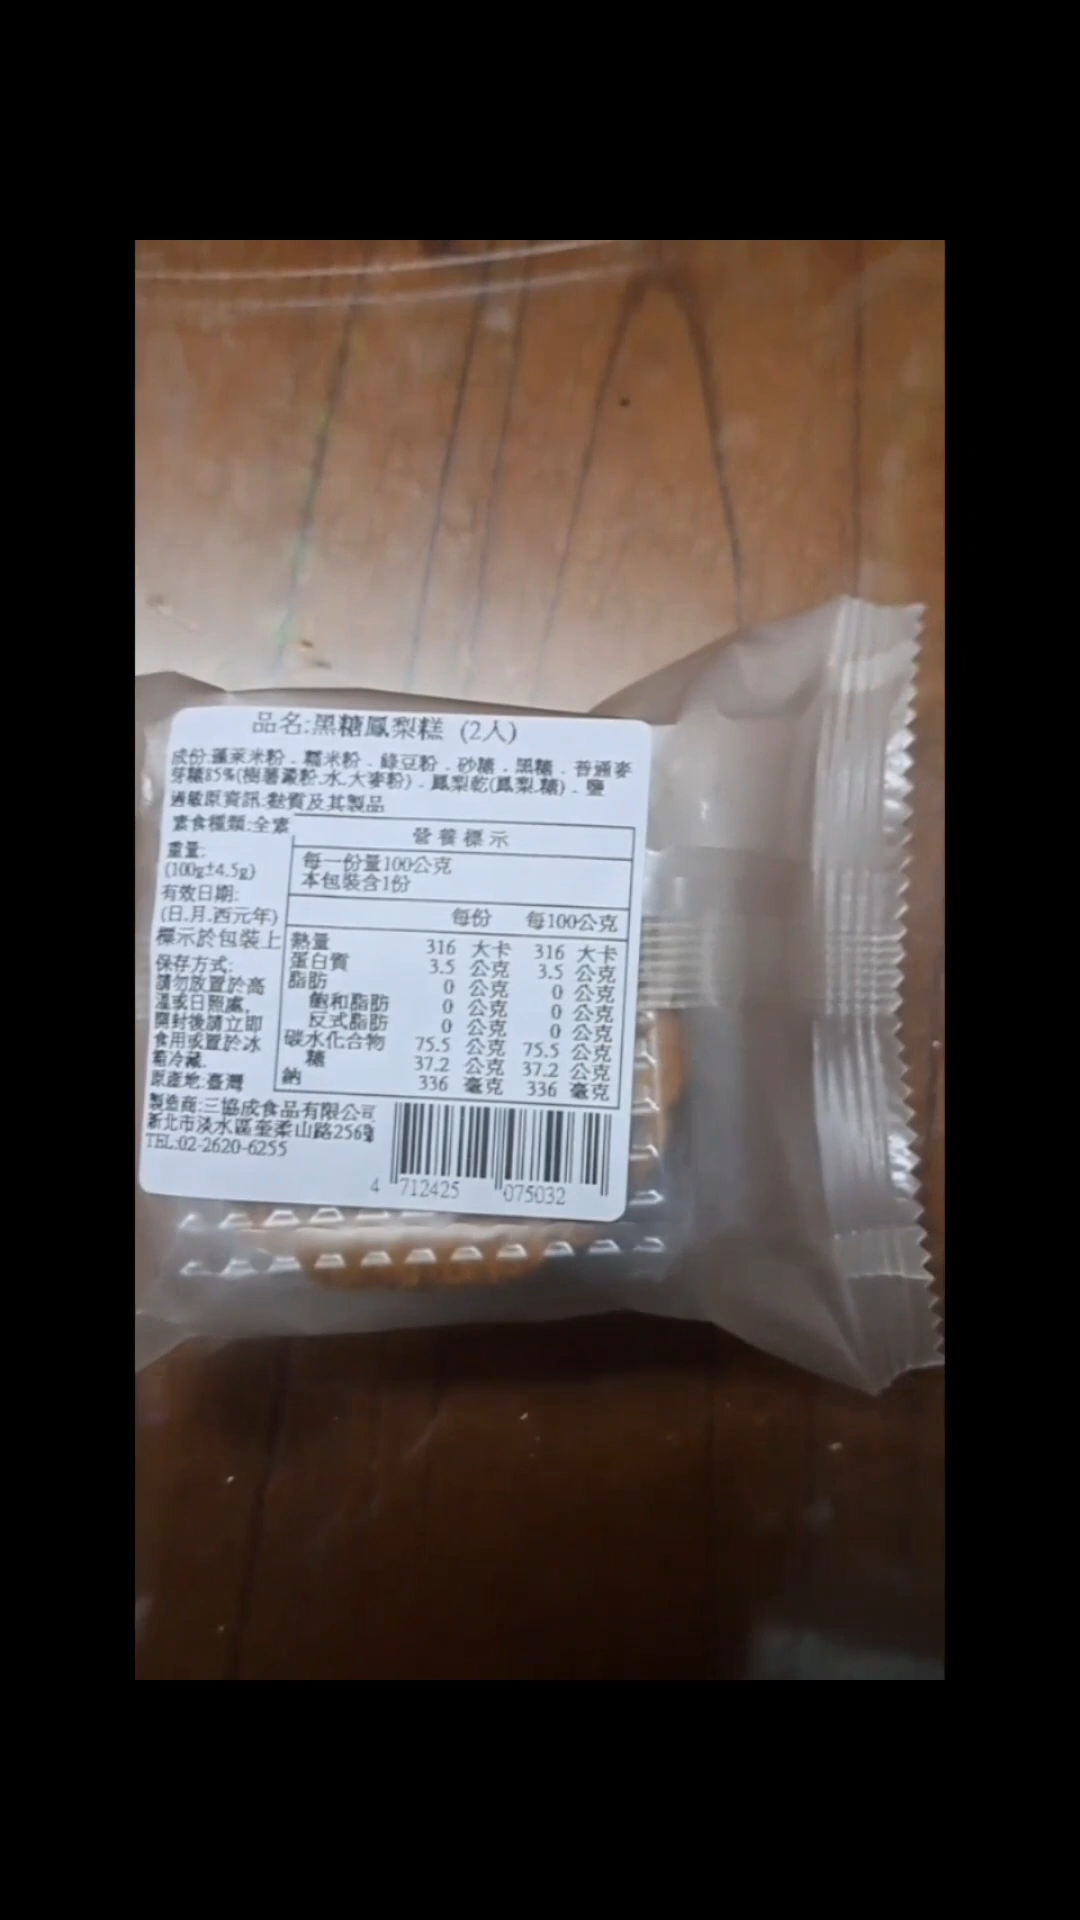 品名:黑糖鳳梨糕 (2入)
成份:蓬萊米粉．糯米粉．綠豆粉．砂糖．黑糖．普通麥
芽糖85%(樹薯澱粉.水.大麥粉)．鳳梨乾(鳳梨.糖)．鹽
過敏原資訊:麩質及其製品
素食種類:全素
重量:
(100g±4.5g)
有效日期:
(日.月.西元年)
標示於包裝上
保存方式:
請勿放置於高
溫或日照處,
開封後請立即
食用或置於冰
箱冷藏.
原產地:臺灣
營養標示
每一份量100公克
本包裝含1份
每份 每100公克
熱量 316 大卡 316 大卡
蛋白質 3.5 公克 3.5 公克
脂肪 0 公克 0 公克
飽和脂肪 0 公克 0 公克
反式脂肪 0 公克 0 公克
碳水化合物 75.5 公克 75.5 公克
糖 37.2 公克 37.2 公克
鈉 336 毫克 336 毫克
製造商:三協成食品有限公司
新北市淡水區奎柔山路256號
TEL:02-2620-6255
4 712425 075032